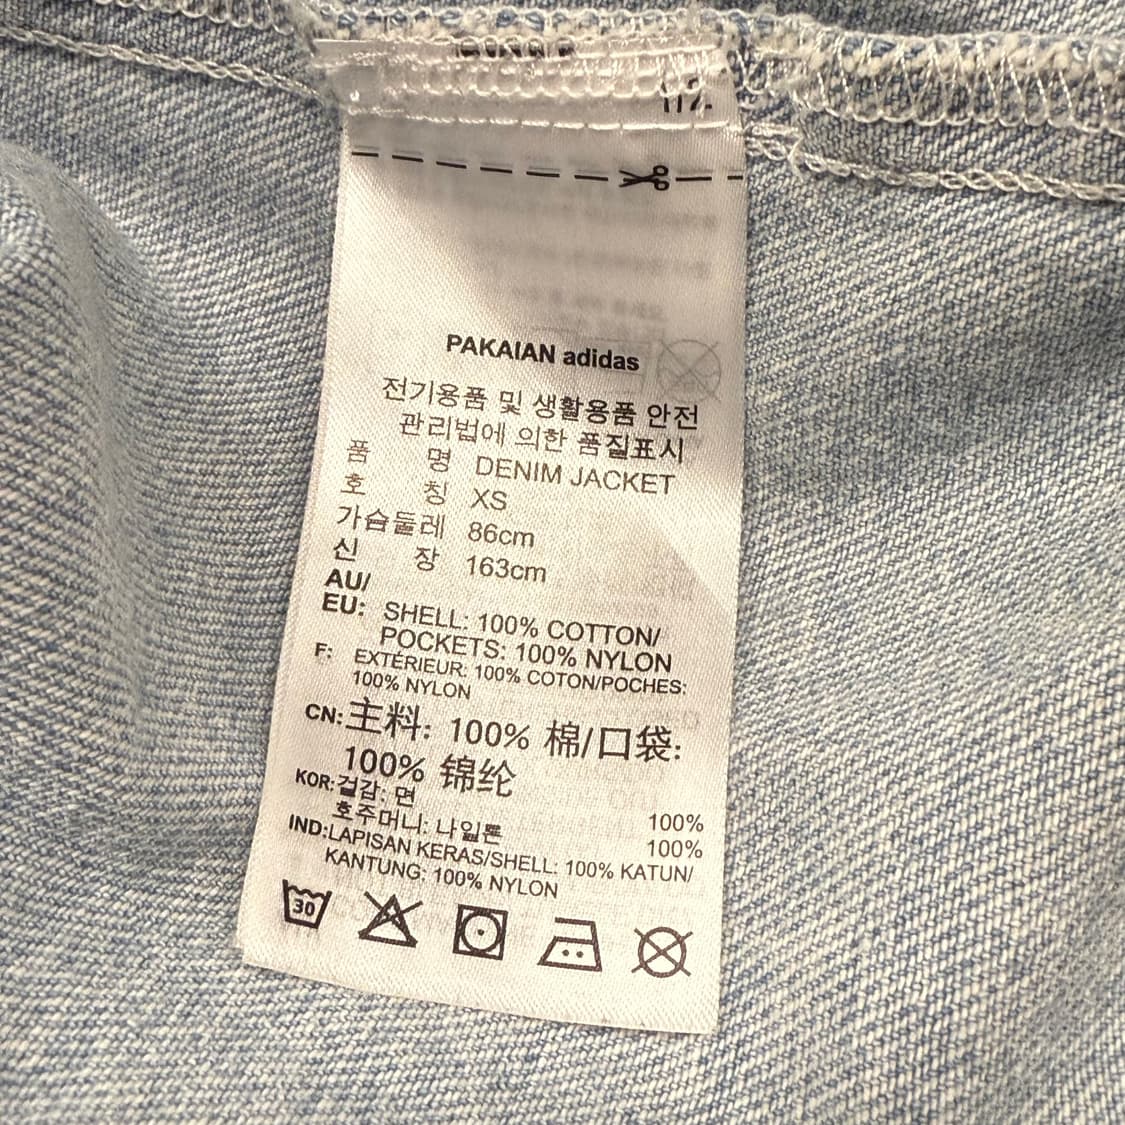 PAKAIAN adidas
전기용품 및 생활용품 안전
관리법에 의한 품질표시
품 명 DENIM JACKET
호 칭 XS
가슴둘레 86cm
신 장 163cm
AU/
EU: SHELL: 100% COTTON/
POCKETS: 100% NYLON
F: EXTÉRIEUR: 100% COTON/POCHES:
100% NYLON
CN: 主料: 100% 棉/口袋:
100% 锦纶
KOR: 겉감: 면 100%
호주머니: 나일론 100%
IND: LAPISAN KERAS/SHELL: 100% KATUN/
KANTUNG: 100% NYLON
30